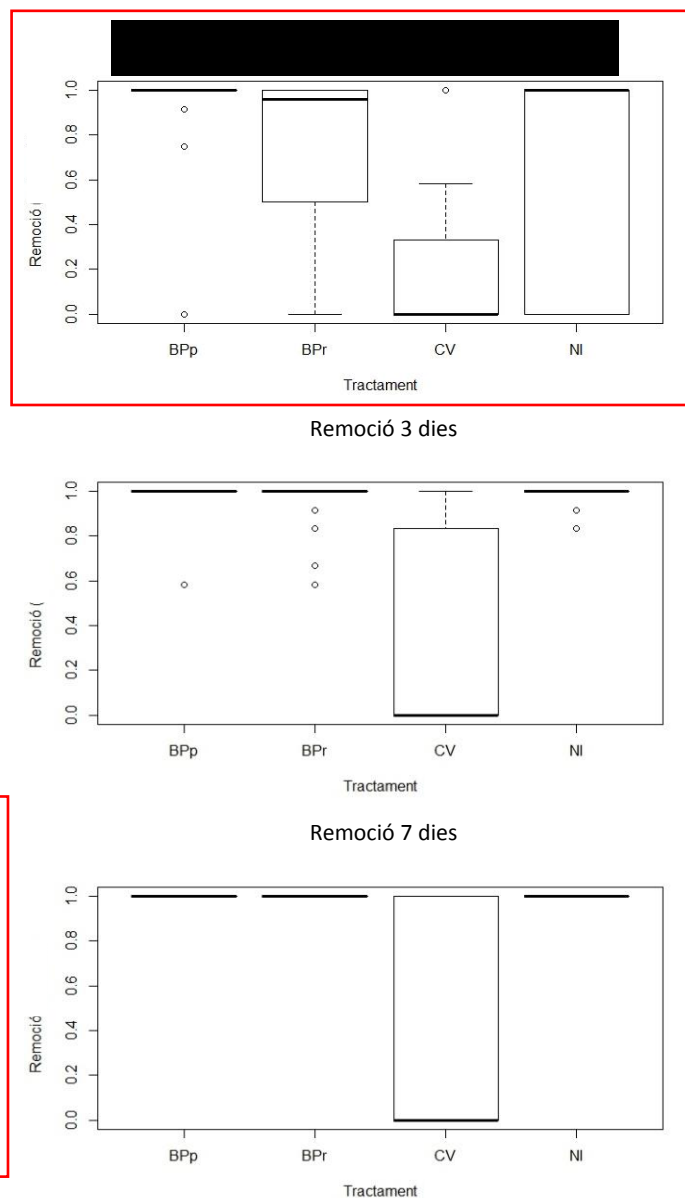 1.0
0.8
0.6
0.4
0.2
0.0
Remoció (
BPp BPr CV NI
Tractament
Remoció 3 dies
1.0
0.8
0.6
0.4
0.2
0.0
Remoció (
BPp BPr CV NI
Tractament
Remoció 7 dies
1.0
0.8
0.6
0.4
0.2
0.0
Remoció
BPp BPr CV NI
Tractament